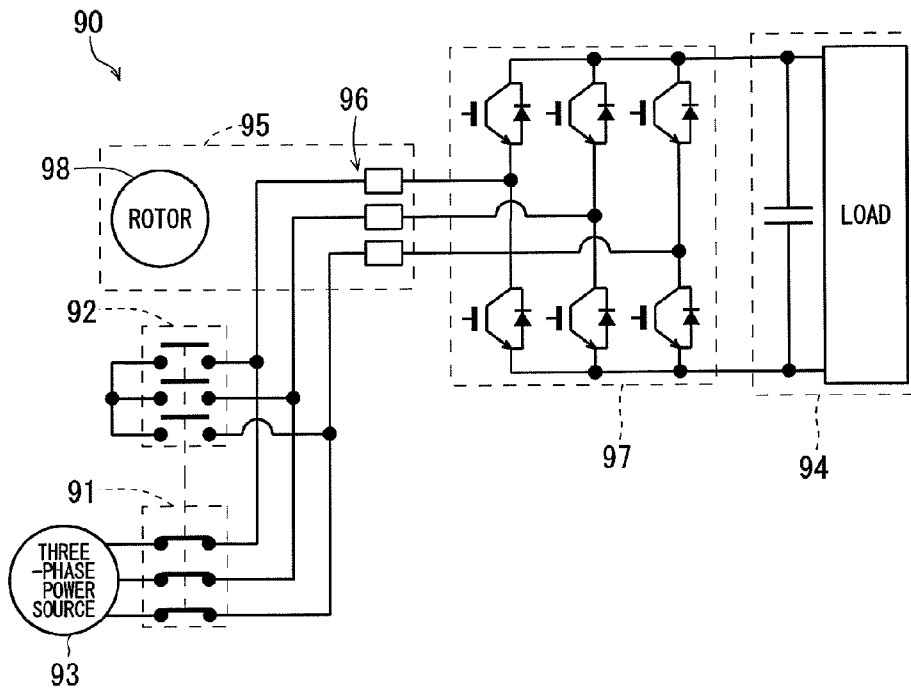 90
95
96
98
ROTOR
LOAD
92
91
97
94
THREE
-PHASE
POWER
SOURCE
93